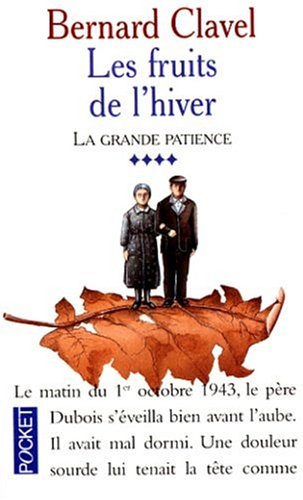 Bernard Clavel
Les fruits
de l'hiver
LA GRANDE PATIENCE
Le matin du 1er octobre 1943, le père
Dubois s'éveilla bien avant l'aube.
Il avait mal dormi. Une douleur
sourde lui tenait la tête comme
POCKET